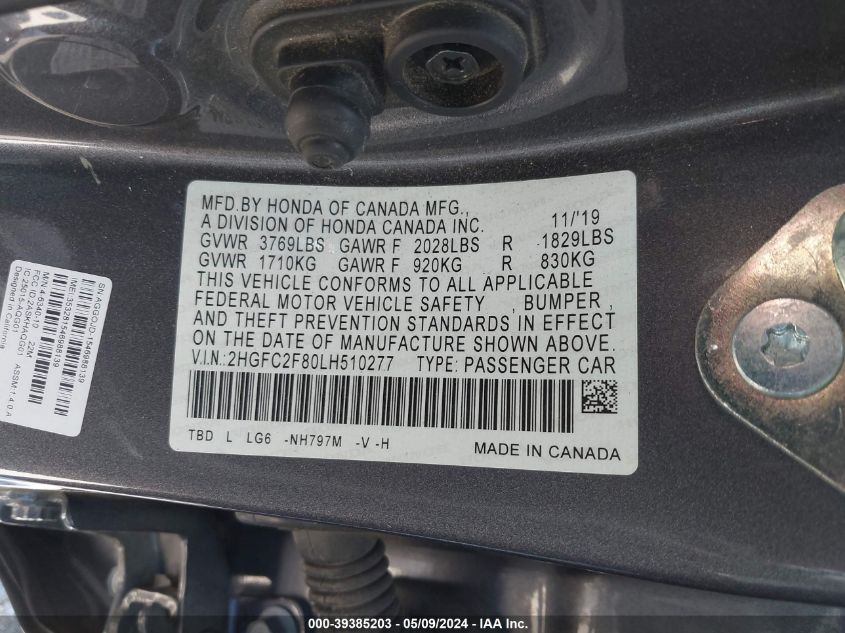 MFD.BY HONDA OF CANADA MFG.,
A DIVISION OF HONDA CANADA INC. 11/'19
GVWR 3769LBS GAWR F 2028LBS R 1829LBS
GVWR 1710KG GAWR F 920KG R 830KG
THIS VEHICLE CONFORMS TO ALL APPLICABLE
FEDERAL MOTOR VEHICLE SAFETY , BUMPER ,
AND THEFT PREVENTION STANDARDS IN EFFECT
ON THE DATE OF MANUFACTURE SHOWN ABOVE.
V.I.N.: 2HGFC2F80LH510277 TYPE: PASSENGER CAR
TBD L LG6 -NH797M -V -H MADE IN CANADA
Designed in California
000-39385203 - 05/09/2024 - IAA Inc.